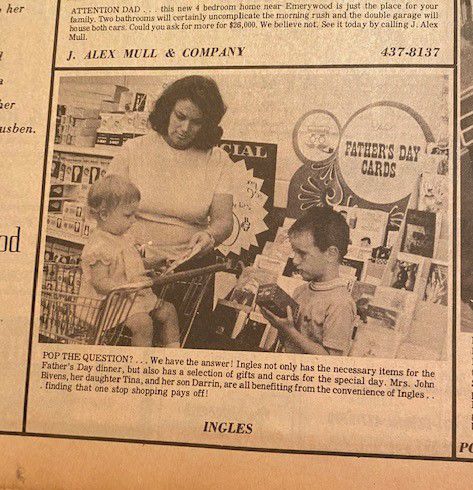 her
ATTENTION DAD . . . this new 4 bedroom home near Emerywood is just the place for your
family. Two bathrooms will certainly uncomplicate the morning rush and the double garage will
house both cars. Could you ask for more for $26,000. We believe not. See it today by calling J. Alex
Mull.
J. ALEX MULL & COMPANY 437-8137
her
usben.
CIAL
FATHER'S DAY
CARDS
POP THE QUESTION? . . . We have the answer! Ingles not only has the necessary items for the
Father's Day dinner, but also has a selection of gifts and cards for the special day. Mrs. John
Bivens, her daughter Tina, and her son Darrin, are all benefiting from the convenience of Ingles . .
. finding that one stop shopping pays off!
INGLES